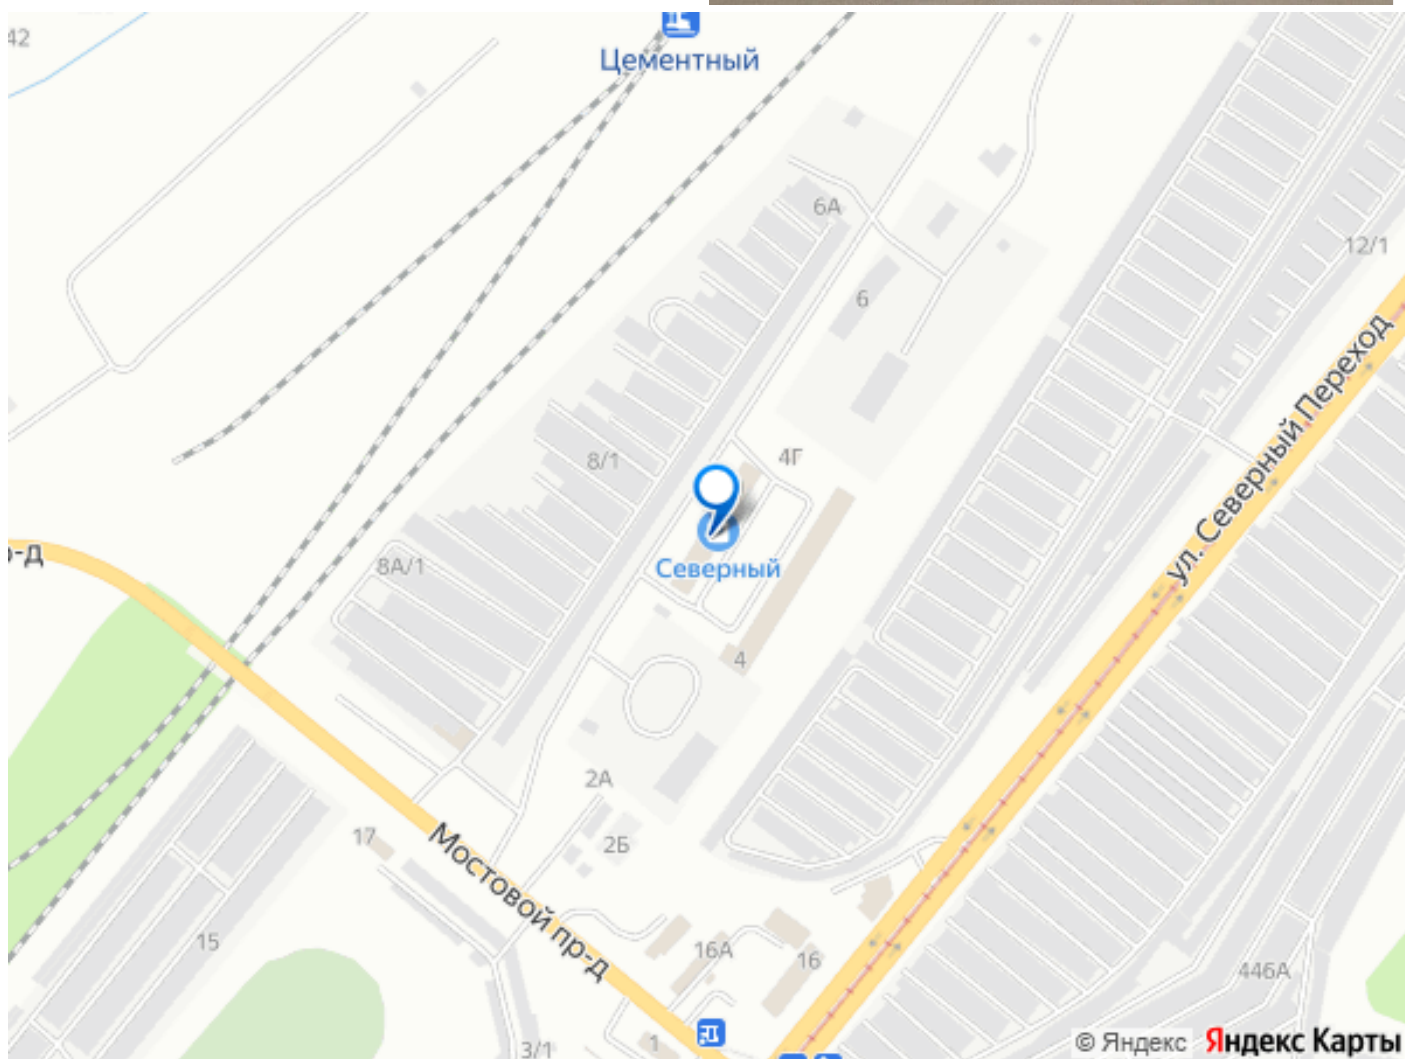 42
Цементный
6А
12/1
6
ул. Северный Переход
4Г
8/1
р-д
8А/1
Северный
4
2А
17
2Б
Мостовой пр-д
15
16А
16
446А
1
3/1
© Яндекс Яндекс Карты